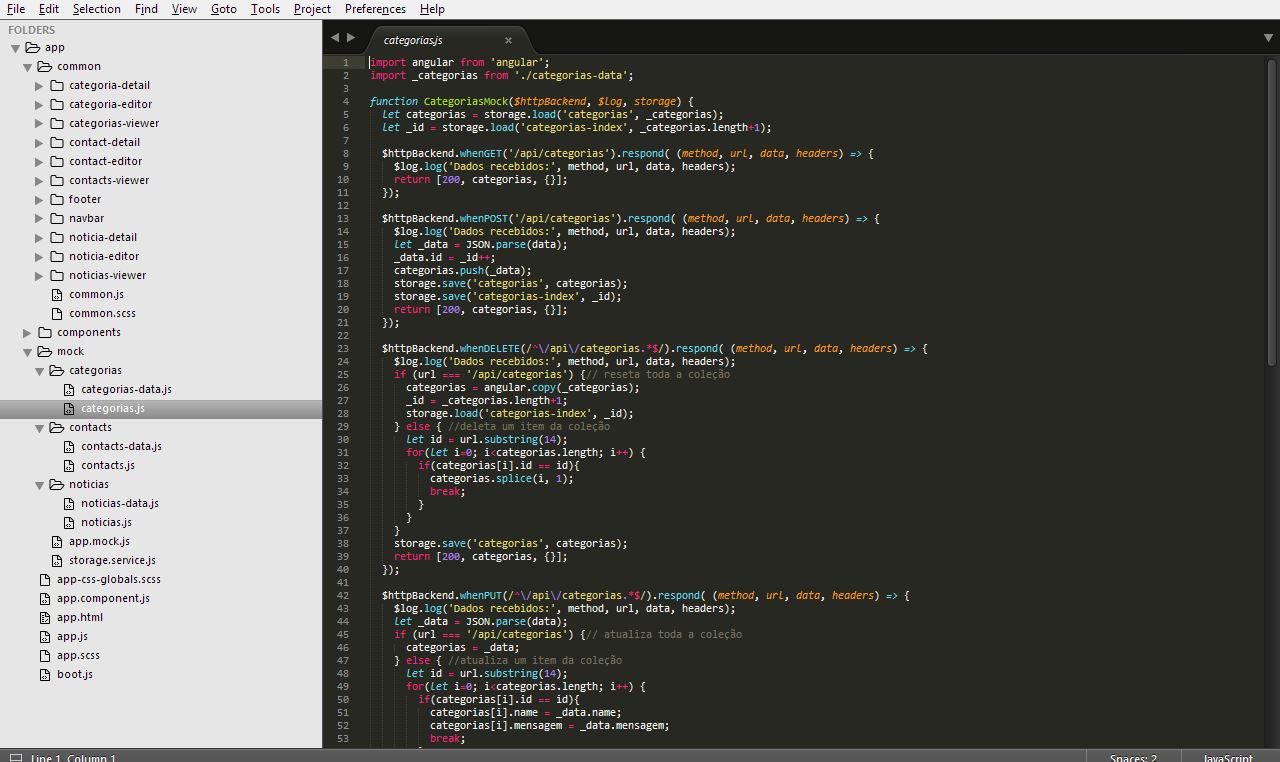 File Edit Selection Find View Goto Tools Project Preferences Help
FOLDERS
app
common
categoria-detail
categoria-editor
categorias-viewer
contact-detail
contact-editor
contacts-viewer
footer
navbar
noticia-detail
noticia-editor
noticias-viewer
common.js
common.scss
components
mock
categorias
categorias-data.js
categorias.js
contacts
contacts-data.js
contacts.js
noticias
noticias-data.js
noticias.js
app.mock.js
storage.service.js
app-css-globals.scss
app.component.js
app.html
app.js
app.scss
boot.js
categorias.js ×
1 import angular from 'angular';
2 import _categorias from './categorias-data';
3
4 function CategoriasMock($httpBackend, $log, storage) {
5 let categorias = storage.load('categorias', _categorias);
6 let _id = storage.load('categorias-index', _categorias.length+1);
7
8 $httpBackend.whenGET('/api/categorias').respond( (method, url, data, headers) => {
9 $log.log('Dados recebidos:', method, url, data, headers);
10 return [200, categorias, {}];
11 });
12
13 $httpBackend.whenPOST('/api/categorias').respond( (method, url, data, headers) => {
14 $log.log('Dados recebidos:', method, url, data, headers);
15 let _data = JSON.parse(data);
16 _data.id = _id++;
17 categorias.push(_data);
18 storage.save('categorias', categorias);
19 storage.save('categorias-index', _id);
20 return [200, categorias, {}];
21 });
22
23 $httpBackend.whenDELETE(/^\/api\/categorias.*$/).respond( (method, url, data, headers) => {
24 $log.log('Dados recebidos:', method, url, data, headers);
25 if (url === '/api/categorias') {// reseta toda a coleção
26 categorias = angular.copy(_categorias);
27 _id = _categorias.length+1;
28 storage.load('categorias-index', _id);
29 } else { //deleta um item da coleção
30 let id = url.substring(14);
31 for(let i=0; i<categorias.length; i++) {
32 if(categorias[i].id == id){
33 categorias.splice(i, 1);
34 break;
35 }
36 }
37 }
38 storage.save('categorias', categorias);
39 return [200, categorias, {}];
40 });
41
42 $httpBackend.whenPUT(/^\/api\/categorias.*$/).respond( (method, url, data, headers) => {
43 $log.log('Dados recebidos:', method, url, data, headers);
44 let _data = JSON.parse(data);
45 if (url === '/api/categorias') {// atualiza toda a coleção
46 categorias = _data;
47 } else { //atualiza um item da coleção
48 let id = url.substring(14);
49 for(let i=0; i<categorias.length; i++) {
50 if(categorias[i].id == id){
51 categorias[i].name = _data.name;
52 categorias[i].mensagem = _data.mensagem;
53 break;
Line 1, Column 1 Spaces: 2 JavaScript